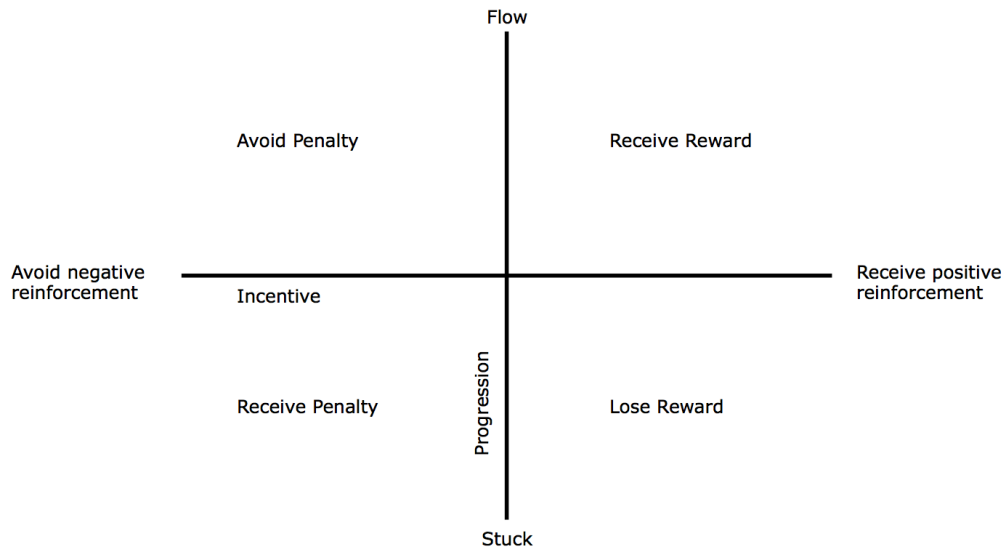 Flow
Avoid Penalty
Receive Reward
Avoid negative
reinforcement
Receive positive
reinforcement
Incentive
Progression
Receive Penalty
Lose Reward
Stuck